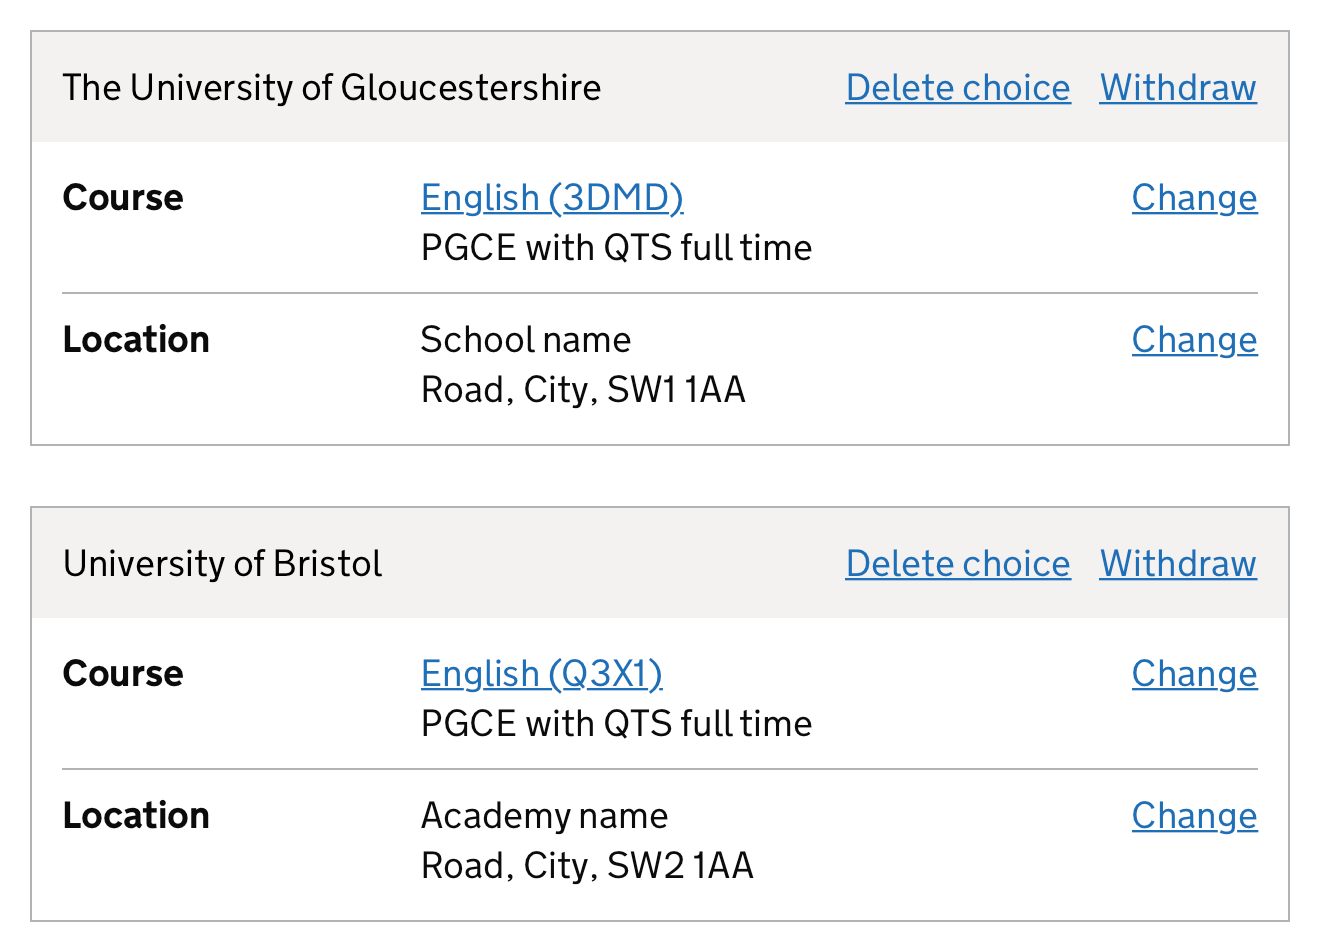 The University of Gloucestershire Delete choice Withdraw
Course English (3DMD) Change
PGCE with QTS full time
Location School name Change
Road, City, SW1 1AA
University of Bristol Delete choice Withdraw
Course English (Q3X1) Change
PGCE with QTS full time
Location Academy name Change
Road, City, SW2 1AA